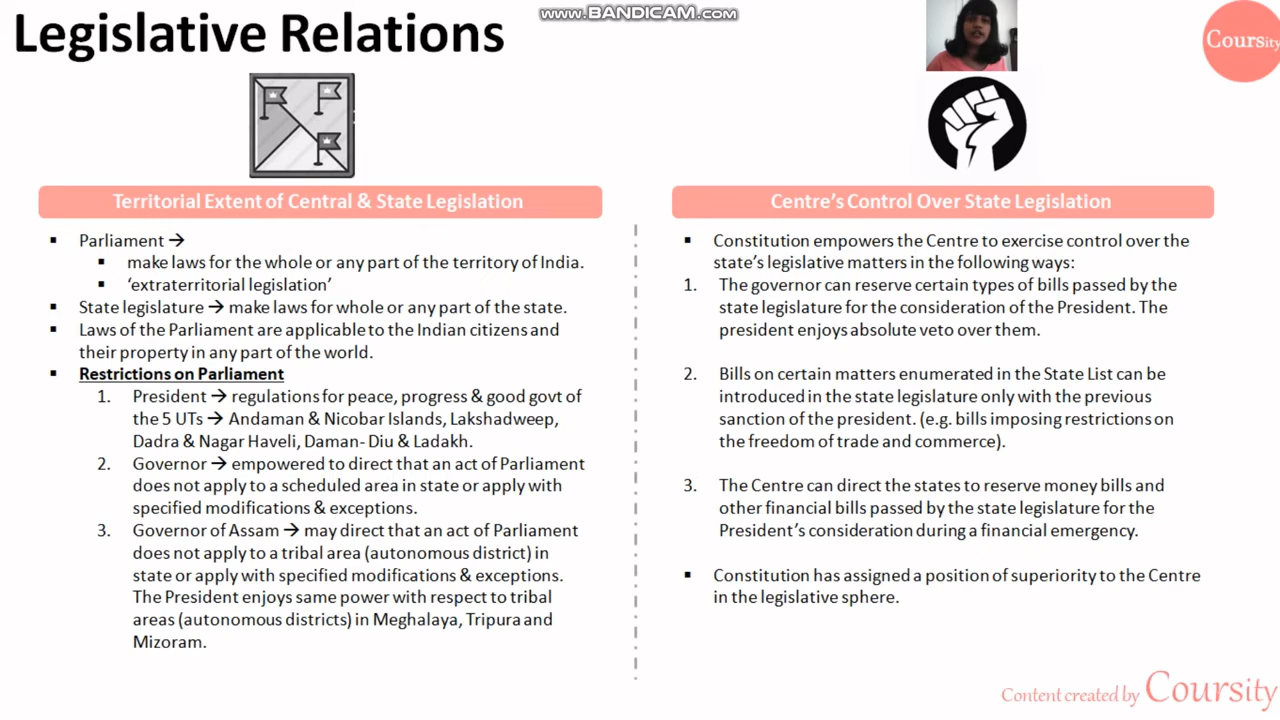 www.BANDICAM.com
Legislative Relations
Coursity
Territorial Extent of Central & State Legislation
▪ Parliament →
▪ make laws for the whole or any part of the territory of India.
▪ ‘extraterritorial legislation’
▪ State legislature → make laws for whole or any part of the state.
▪ Laws of the Parliament are applicable to the Indian citizens and
their property in any part of the world.
▪ Restrictions on Parliament
1. President → regulations for peace, progress & good govt of
the 5 UTs → Andaman & Nicobar Islands, Lakshadweep,
Dadra & Nagar Haveli, Daman- Diu & Ladakh.
2. Governor → empowered to direct that an act of Parliament
does not apply to a scheduled area in state or apply with
specified modifications & exceptions.
3. Governor of Assam → may direct that an act of Parliament
does not apply to a tribal area (autonomous district) in
state or apply with specified modifications & exceptions.
The President enjoys same power with respect to tribal
areas (autonomous districts) in Meghalaya, Tripura and
Mizoram.
Centre’s Control Over State Legislation
▪ Constitution empowers the Centre to exercise control over the
state’s legislative matters in the following ways:
1. The governor can reserve certain types of bills passed by the
state legislature for the consideration of the President. The
president enjoys absolute veto over them.
2. Bills on certain matters enumerated in the State List can be
introduced in the state legislature only with the previous
sanction of the president. (e.g. bills imposing restrictions on
the freedom of trade and commerce).
3. The Centre can direct the states to reserve money bills and
other financial bills passed by the state legislature for the
President’s consideration during a financial emergency.
▪ Constitution has assigned a position of superiority to the Centre
in the legislative sphere.
Content created by Coursity